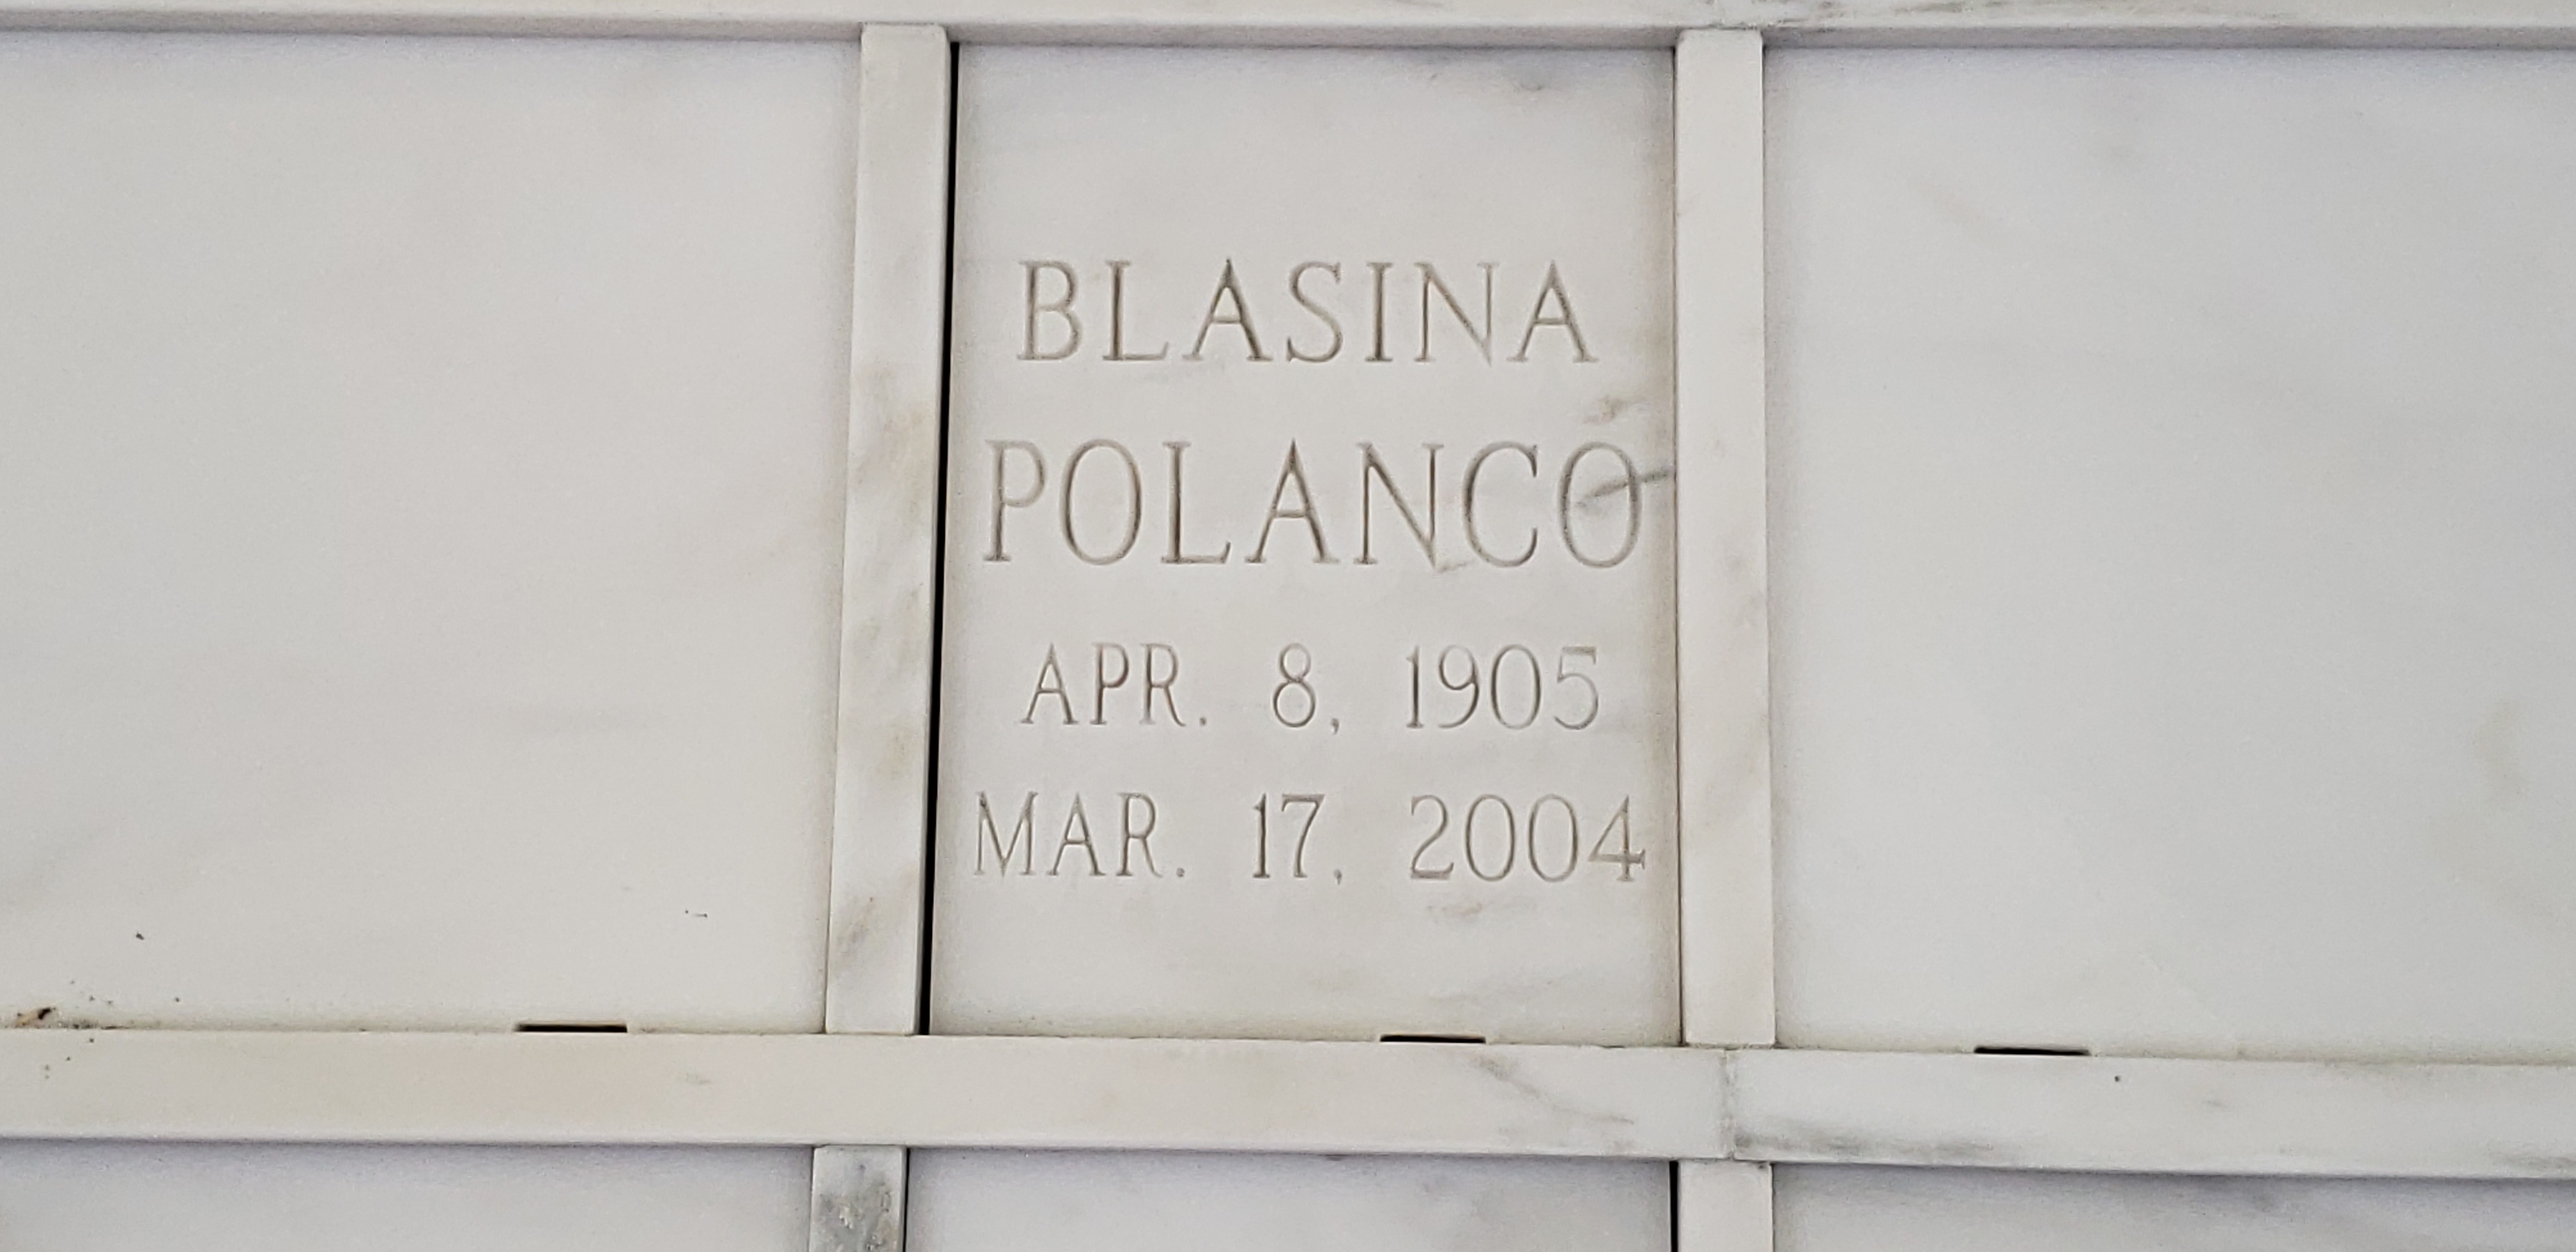 BLASINA
POLANCO
APR. 8, 1905
MAR. 17, 2004